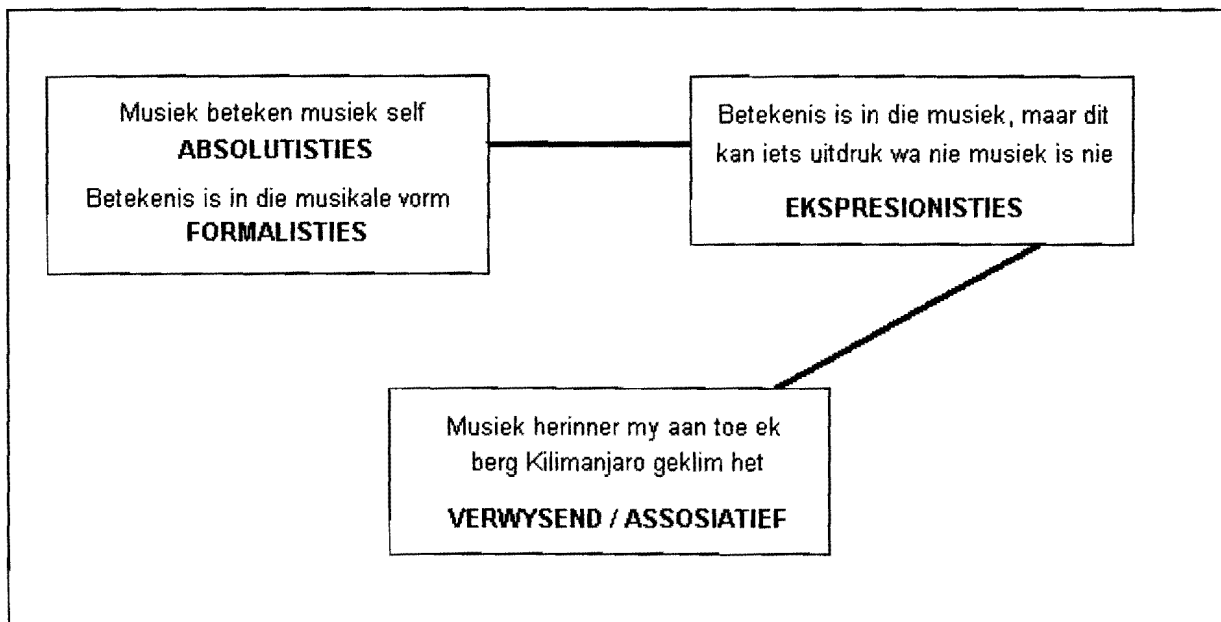 Musiek beteken musiek self
ABSOLUTISTIES
Betekenis is in die musikale vorm
FORMALISTIES
Betekenis is in die musiek, maar dit
kan iets uitdruk wa nie musiek is nie
EKSPRESIONISTIES
Musiek herinner my aan toe ek
berg Kilimanjaro geklim het
VERWYSEND / ASSOSIATIEF